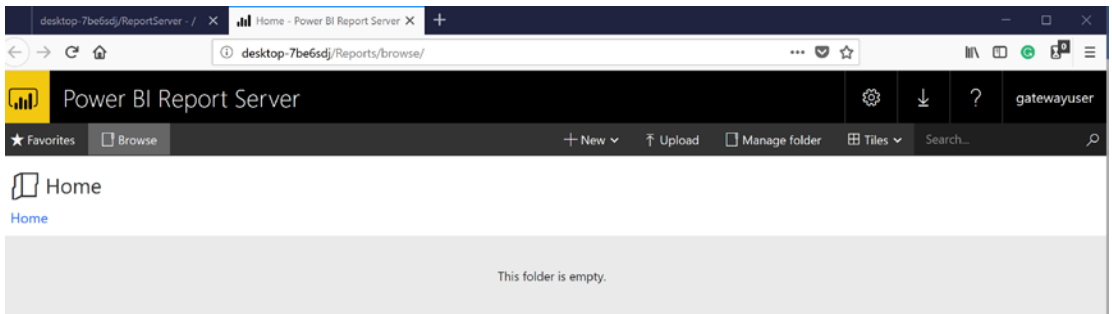 desktop-7be6sdj/ReportServer - /
Home - Power BI Report Server
desktop-7be6sdj/Reports/browse/
Power BI Report Server
gatewayuser
Favorites Browse New Upload Manage folder Tiles Search...
Home
Home
This folder is empty.